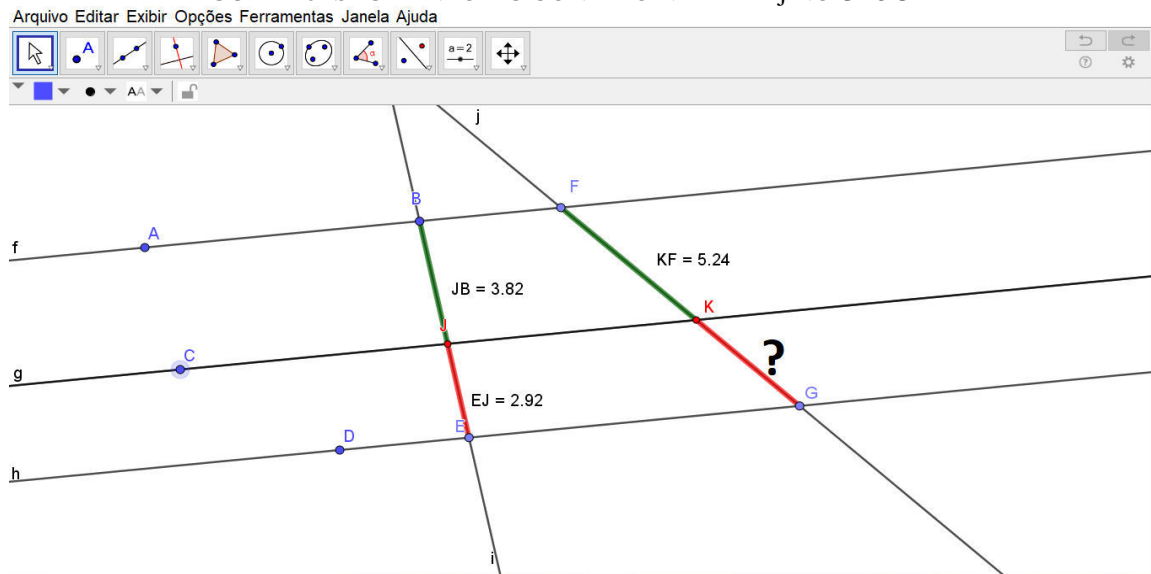 Arquivo Editar Exibir Opções Ferramentas Janela Ajuda
A
α
a=2
AA
j
F
B
A
f
KF = 5.24
JB = 3.82
K
J
C
g
?
EJ = 2.92
G
E
D
h
i